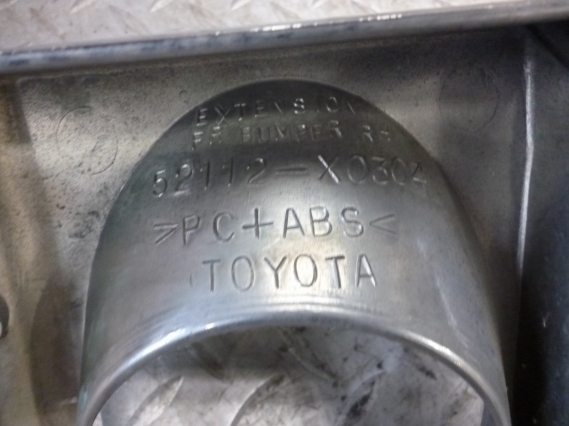 EXTENSION
FR BUMPER RH
52112-X0304
>PC+ABS<
TOYOTA